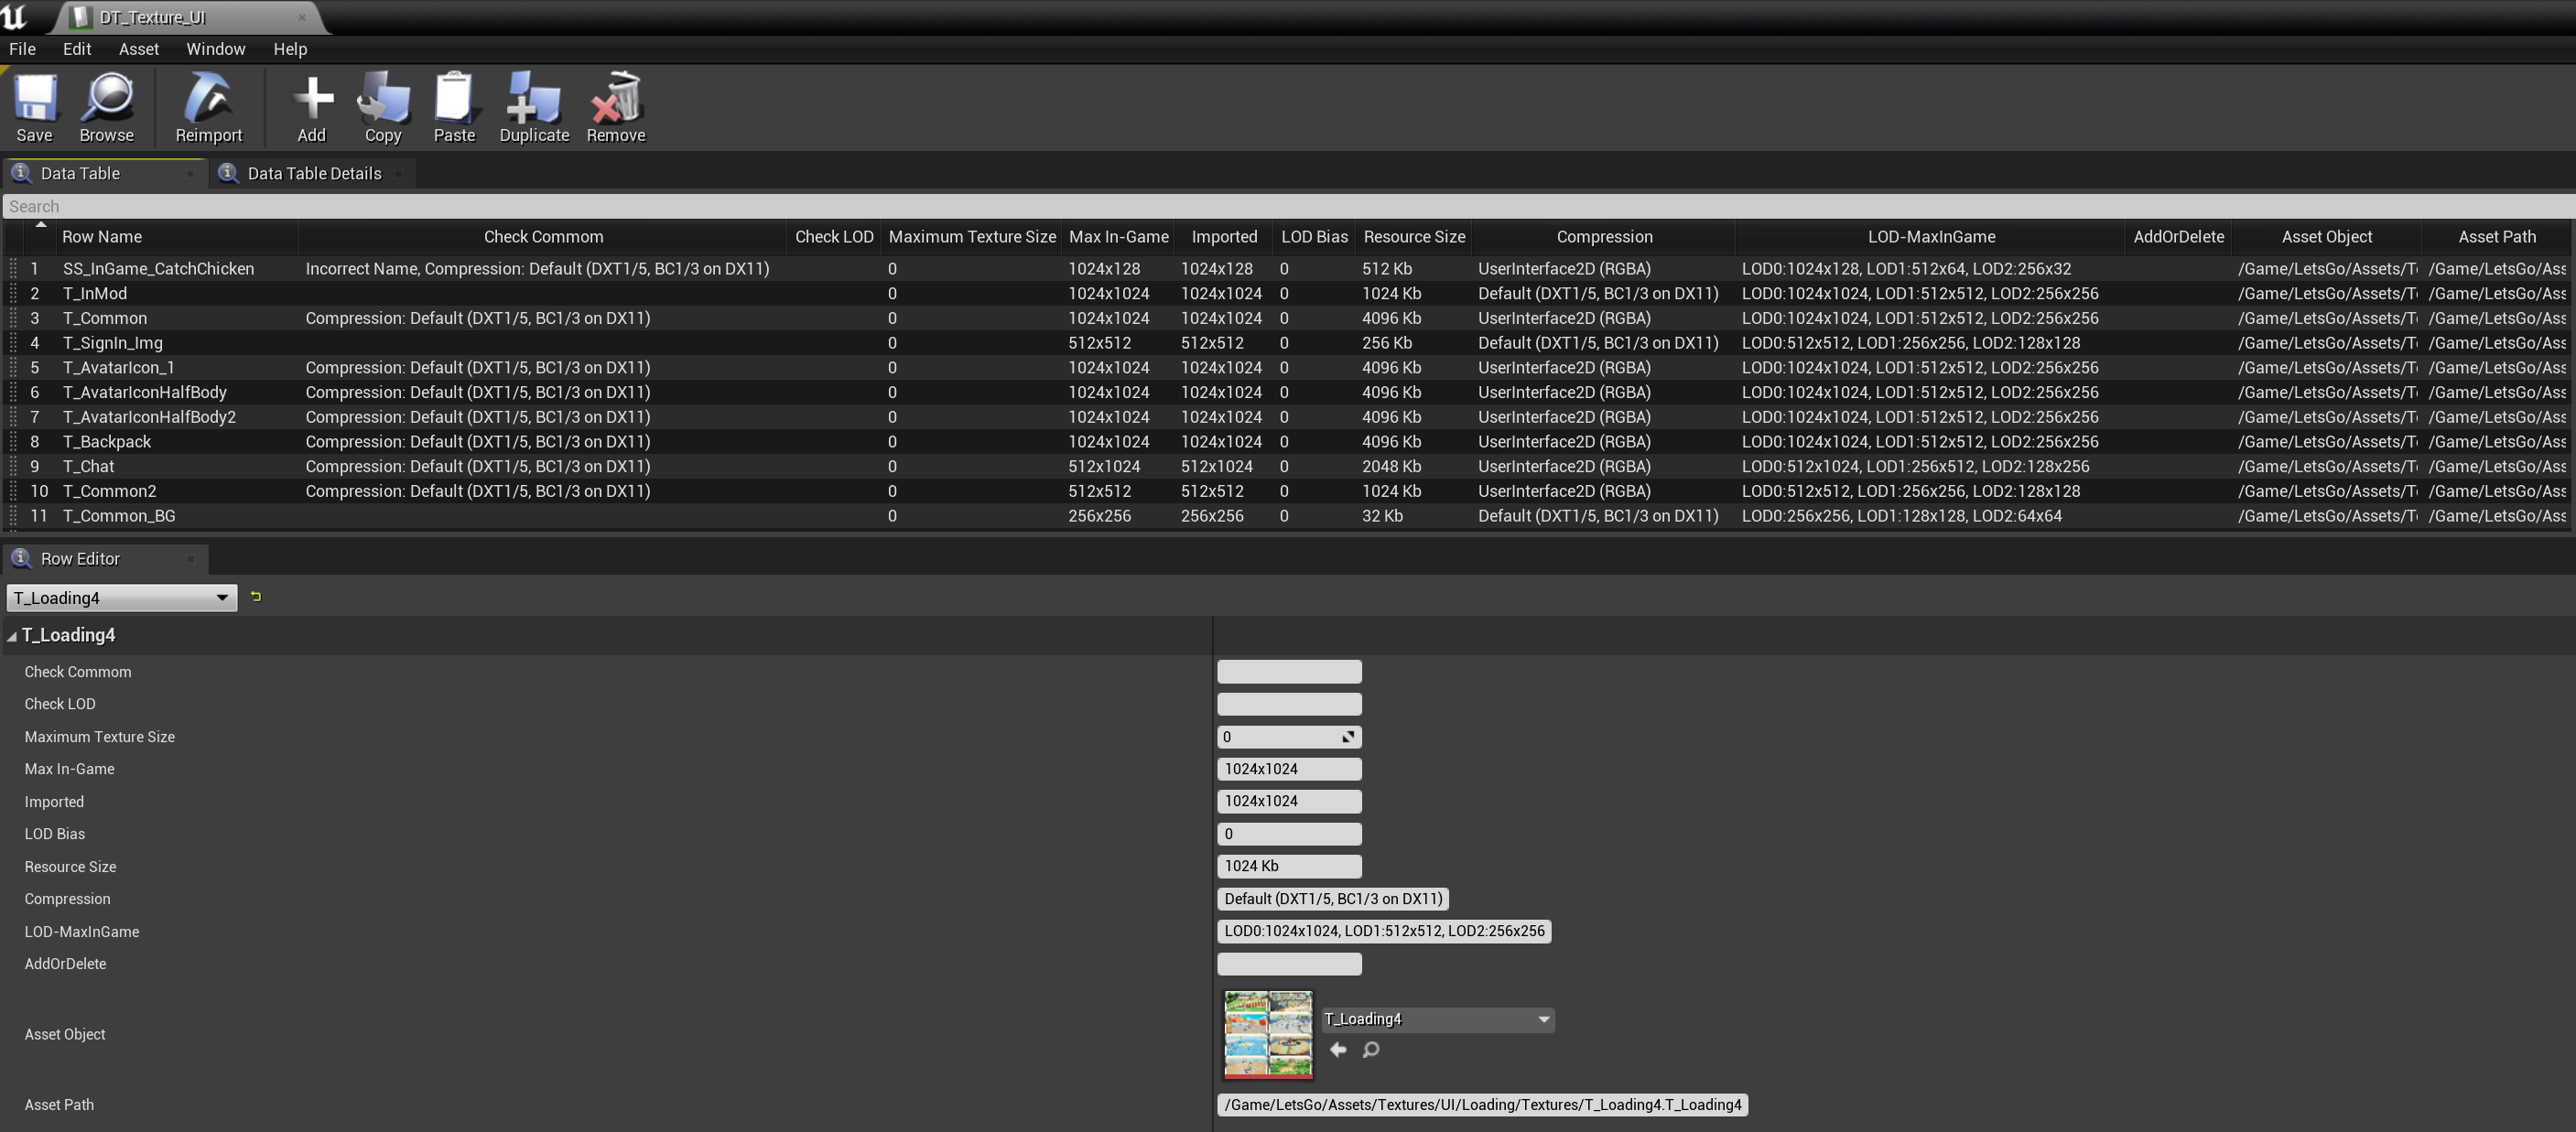 DT_Texture_UI
File Edit Asset Window Help
Save Browse Reimport Add Copy Paste Duplicate Remove
Data Table Data Table Details
Search
Row Name Check Commom Check LOD Maximum Texture Size Max In-Game Imported LOD Bias Resource Size Compression LOD-MaxInGame AddOrDelete Asset Object Asset Path
1 SS_InGame_CatchChicken Incorrect Name, Compression: Default (DXT1/5, BC1/3 on DX11) 0 1024x128 1024x128 0 512 Kb UserInterface2D (RGBA) LOD0:1024x128, LOD1:512x64, LOD2:256x32 /Game/LetsGo/Assets/T /Game/LetsGo/Ass
2 T_InMod 0 1024x1024 1024x1024 0 1024 Kb Default (DXT1/5, BC1/3 on DX11) LOD0:1024x1024, LOD1:512x512, LOD2:256x256 /Game/LetsGo/Assets/T /Game/LetsGo/Ass
3 T_Common Compression: Default (DXT1/5, BC1/3 on DX11) 0 1024x1024 1024x1024 0 4096 Kb UserInterface2D (RGBA) LOD0:1024x1024, LOD1:512x512, LOD2:256x256 /Game/LetsGo/Assets/T /Game/LetsGo/Ass
4 T_SignIn_Img 0 512x512 512x512 0 256 Kb Default (DXT1/5, BC1/3 on DX11) LOD0:512x512, LOD1:256x256, LOD2:128x128 /Game/LetsGo/Assets/T /Game/LetsGo/Ass
5 T_AvatarIcon_1 Compression: Default (DXT1/5, BC1/3 on DX11) 0 1024x1024 1024x1024 0 4096 Kb UserInterface2D (RGBA) LOD0:1024x1024, LOD1:512x512, LOD2:256x256 /Game/LetsGo/Assets/T /Game/LetsGo/Ass
6 T_AvatarIconHalfBody Compression: Default (DXT1/5, BC1/3 on DX11) 0 1024x1024 1024x1024 0 4096 Kb UserInterface2D (RGBA) LOD0:1024x1024, LOD1:512x512, LOD2:256x256 /Game/LetsGo/Assets/T /Game/LetsGo/Ass
7 T_AvatarIconHalfBody2 Compression: Default (DXT1/5, BC1/3 on DX11) 0 1024x1024 1024x1024 0 4096 Kb UserInterface2D (RGBA) LOD0:1024x1024, LOD1:512x512, LOD2:256x256 /Game/LetsGo/Assets/T /Game/LetsGo/Ass
8 T_Backpack Compression: Default (DXT1/5, BC1/3 on DX11) 0 1024x1024 1024x1024 0 4096 Kb UserInterface2D (RGBA) LOD0:1024x1024, LOD1:512x512, LOD2:256x256 /Game/LetsGo/Assets/T /Game/LetsGo/Ass
9 T_Chat Compression: Default (DXT1/5, BC1/3 on DX11) 0 512x1024 512x1024 0 2048 Kb UserInterface2D (RGBA) LOD0:512x1024, LOD1:256x512, LOD2:128x256 /Game/LetsGo/Assets/T /Game/LetsGo/Ass
10 T_Common2 Compression: Default (DXT1/5, BC1/3 on DX11) 0 512x512 512x512 0 1024 Kb UserInterface2D (RGBA) LOD0:512x512, LOD1:256x256, LOD2:128x128 /Game/LetsGo/Assets/T /Game/LetsGo/Ass
11 T_Common_BG 0 256x256 256x256 0 32 Kb Default (DXT1/5, BC1/3 on DX11) LOD0:256x256, LOD1:128x128, LOD2:64x64 /Game/LetsGo/Assets/T /Game/LetsGo/Ass
Row Editor
T_Loading4
T_Loading4
Check Commom
Check LOD
Maximum Texture Size 0
Max In-Game 1024x1024
Imported 1024x1024
LOD Bias 0
Resource Size 1024 Kb
Compression Default (DXT1/5, BC1/3 on DX11)
LOD-MaxInGame LOD0:1024x1024, LOD1:512x512, LOD2:256x256
AddOrDelete
Asset Object T_Loading4
Asset Path /Game/LetsGo/Assets/Textures/UI/Loading/Textures/T_Loading4.T_Loading4